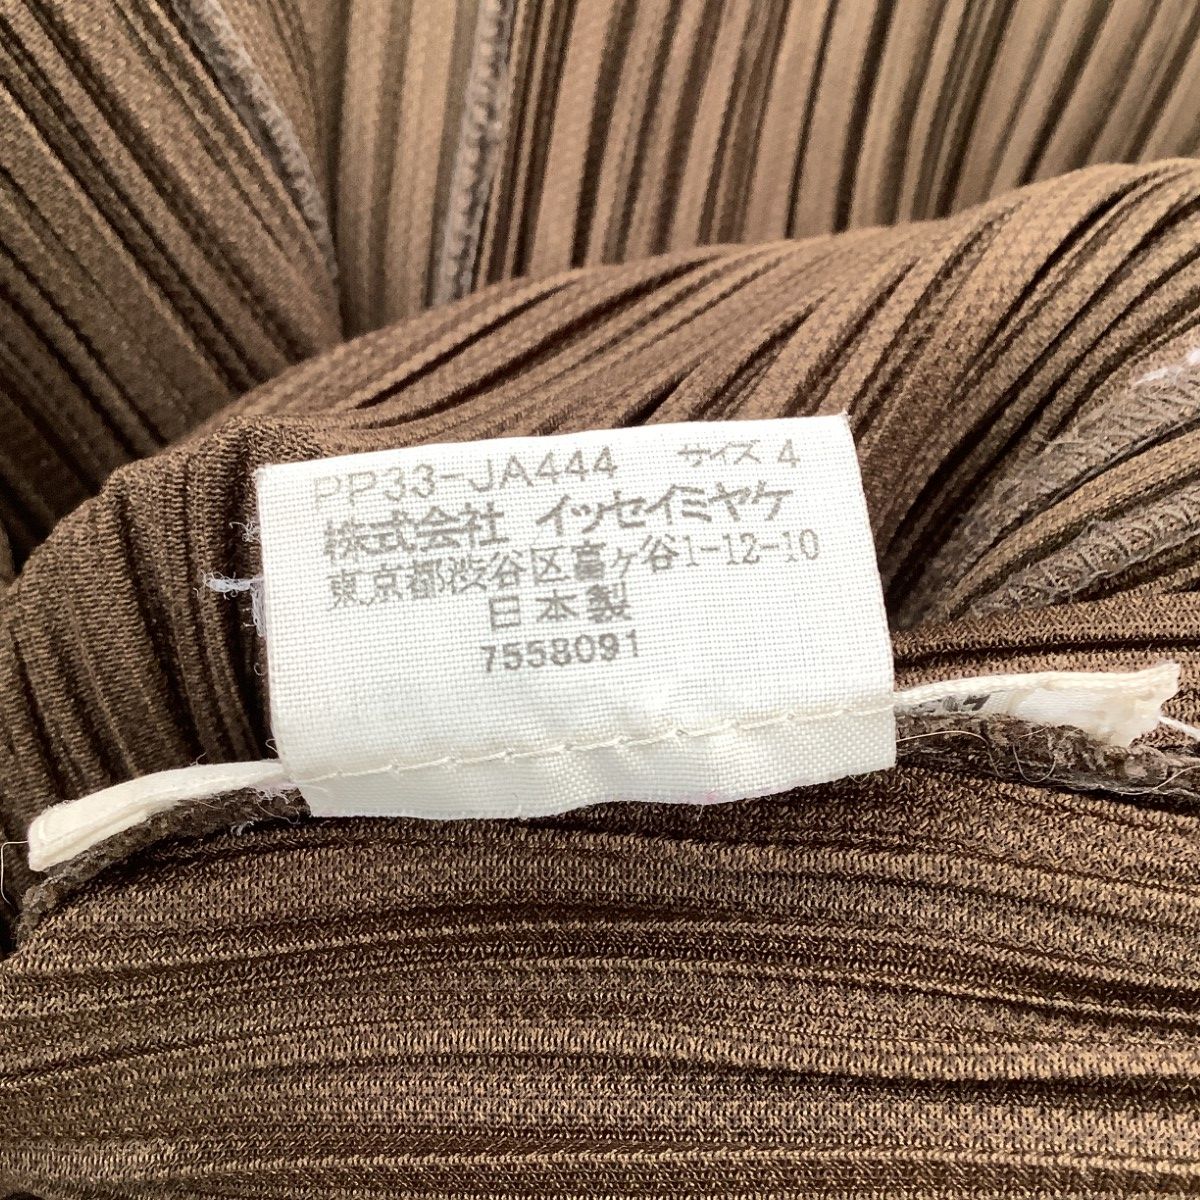 PP33-JA444 サイズ 4
株式会社 イッセイミヤケ
東京都渋谷区富ヶ谷1-12-10
日本製
7558091